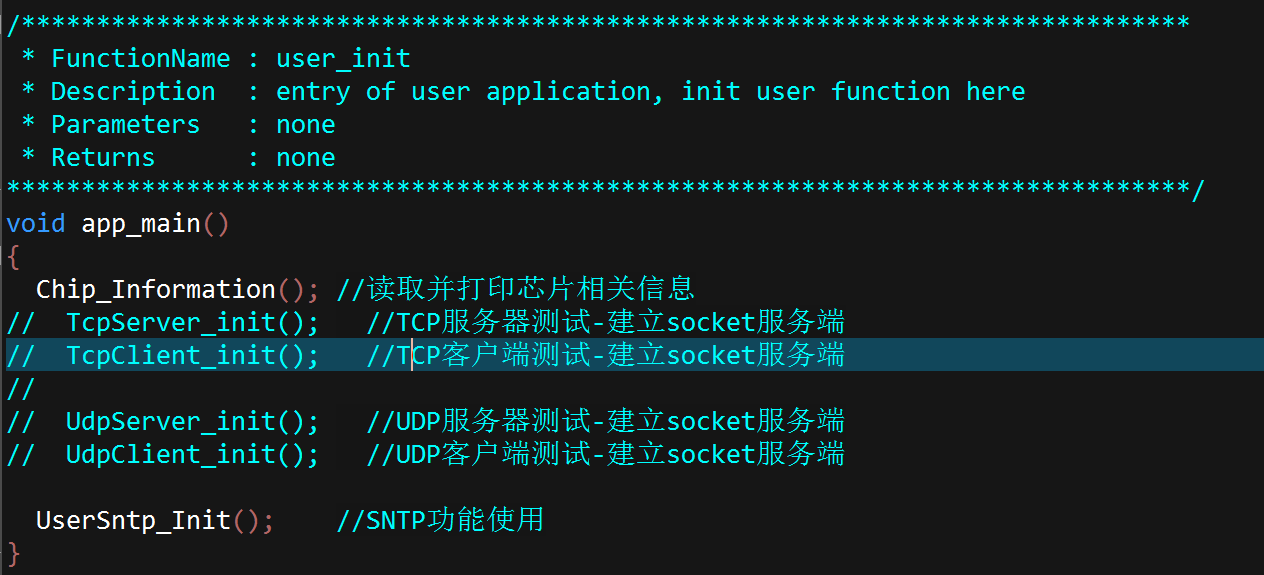 /******************************************************************************
 * FunctionName : user_init
 * Description  : entry of user application, init user function here
 * Parameters   : none
 * Returns      : none
*******************************************************************************/
void app_main()
{
  Chip_Information(); //读取并打印芯片相关信息
//  TcpServer_init();   //TCP服务器测试-建立socket服务端
//  TcpClient_init();   //TCP客户端测试-建立socket服务端
//
//  UdpServer_init();   //UDP服务器测试-建立socket服务端
//  UdpClient_init();   //UDP客户端测试-建立socket服务端

  UserSntp_Init();    //SNTP功能使用
}